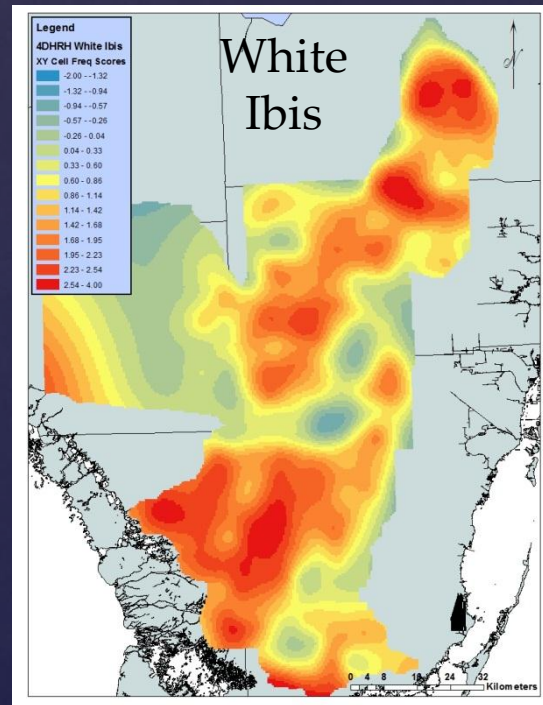 Legend
4DHRH White Ibis
XY Cell Freq Scores
-2.00 - -1.32
-1.32 - -0.94
-0.94 - -0.57
-0.57 - -0.26
-0.26 - 0.04
0.04 - 0.33
0.33 - 0.60
0.60 - 0.86
0.86 - 1.14
1.14 - 1.42
1.42 - 1.68
1.68 - 1.95
1.95 - 2.23
2.23 - 2.54
2.54 - 4.00
White
Ibis
N
0 4 8 16 24 32
Kilometers